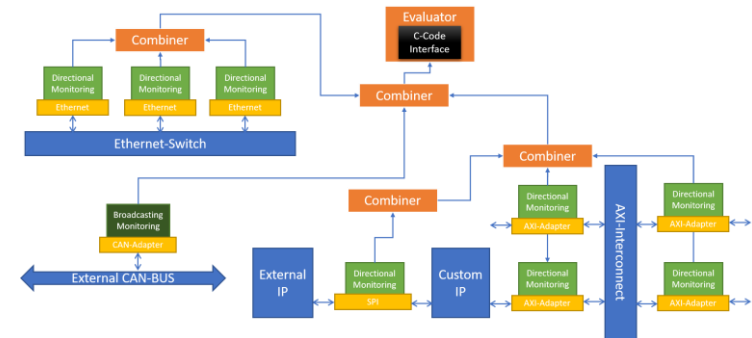 Evaluator
C-Code
Interface
Combiner
Directional
Monitoring
Ethernet
Directional
Monitoring
Ethernet
Directional
Monitoring
Ethernet
Ethernet-Switch
Combiner
Combiner
Combiner
Broadcasting
Monitoring
CAN-Adapter
External CAN-BUS
External
IP
Directional
Monitoring
SPI
Custom
IP
Directional
Monitoring
AXI-Adapter
Directional
Monitoring
AXI-Adapter
AXI-Interconnect
Directional
Monitoring
AXI-Adapter
Directional
Monitoring
AXI-Adapter